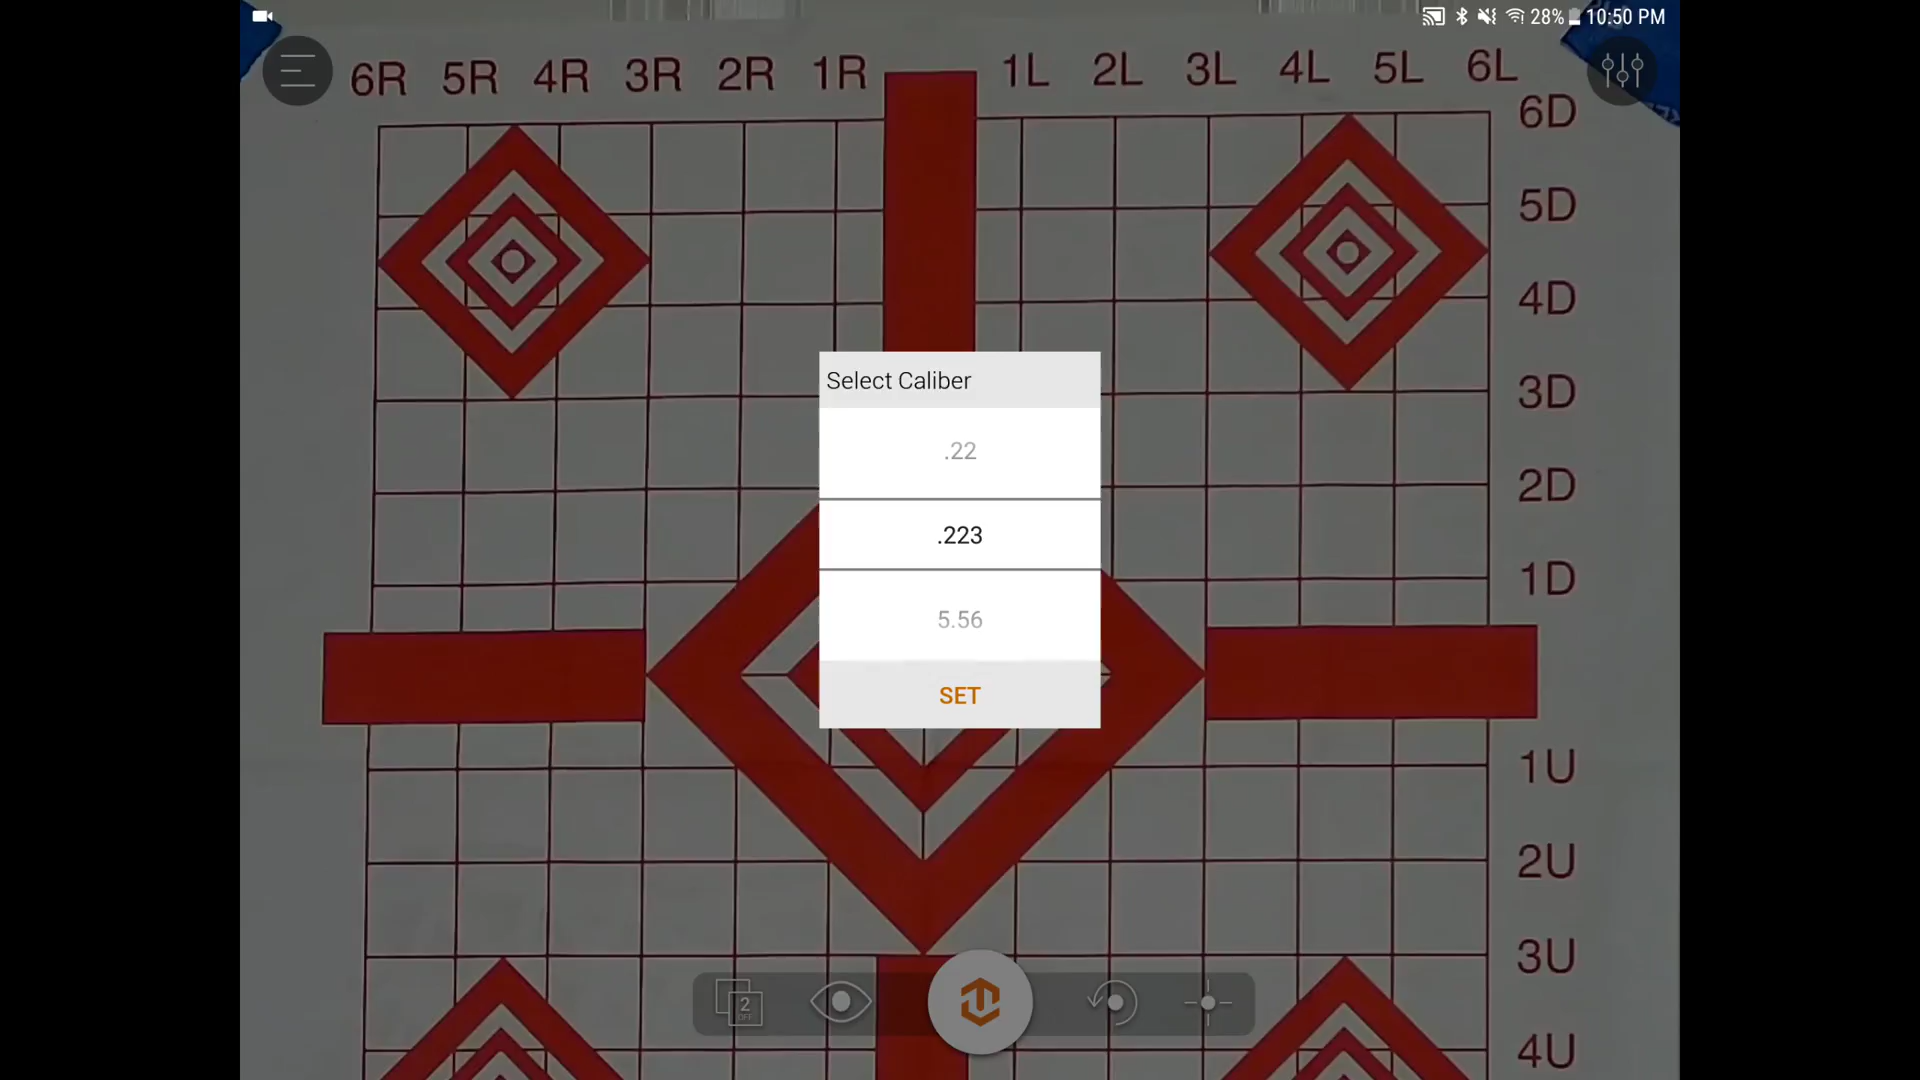 28% 10:50 PM
6R 5R 4R 3R 2R 1R 1L 2L 3L 4L 5L 6L
6D
5D
4D
3D
2D
1D
1U
2U
3U
4U
Select Caliber
.22
.223
5.56
SET
2
OFF